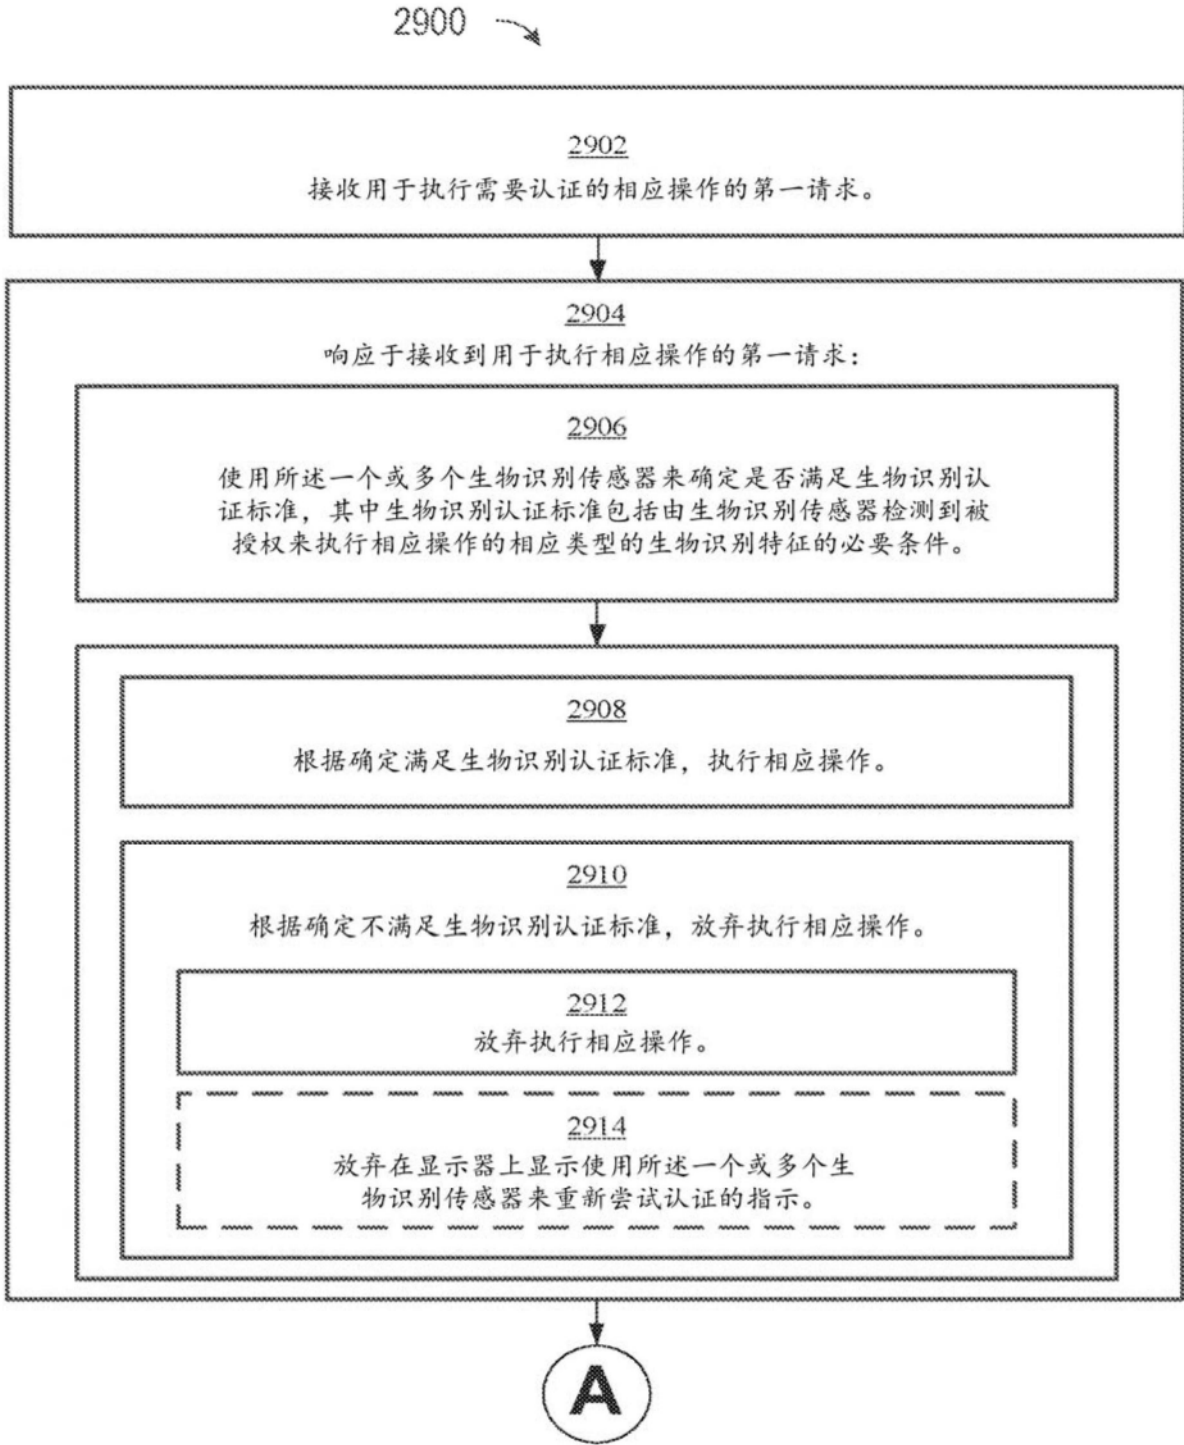 2900
2902
接收用于执行需要认证的相应操作的第一请求。
2904
响应于接收到用于执行相应操作的第一请求：
2906
使用所述一个或多个生物识别传感器来确定是否满足生物识别认
证标准，其中生物识别认证标准包括由生物识别传感器检测到被
授权来执行相应操作的相应类型的生物识别特征的必要条件。
2908
根据确定满足生物识别认证标准，执行相应操作。
2910
根据确定不满足生物识别认证标准，放弃执行相应操作。
2912
放弃执行相应操作。
2914
放弃在显示器上显示使用所述一个或多个生
物识别传感器来重新尝试认证的指示。
A